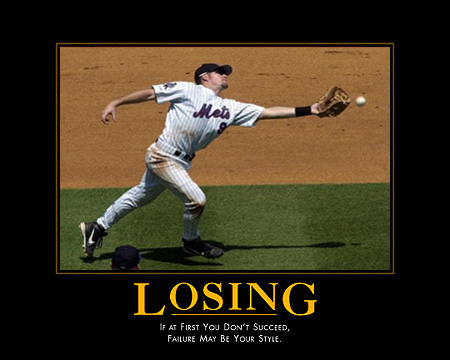 Mets
LOSING
IF AT FIRST YOU DON'T SUCCEED,
FAILURE MAY BE YOUR STYLE.